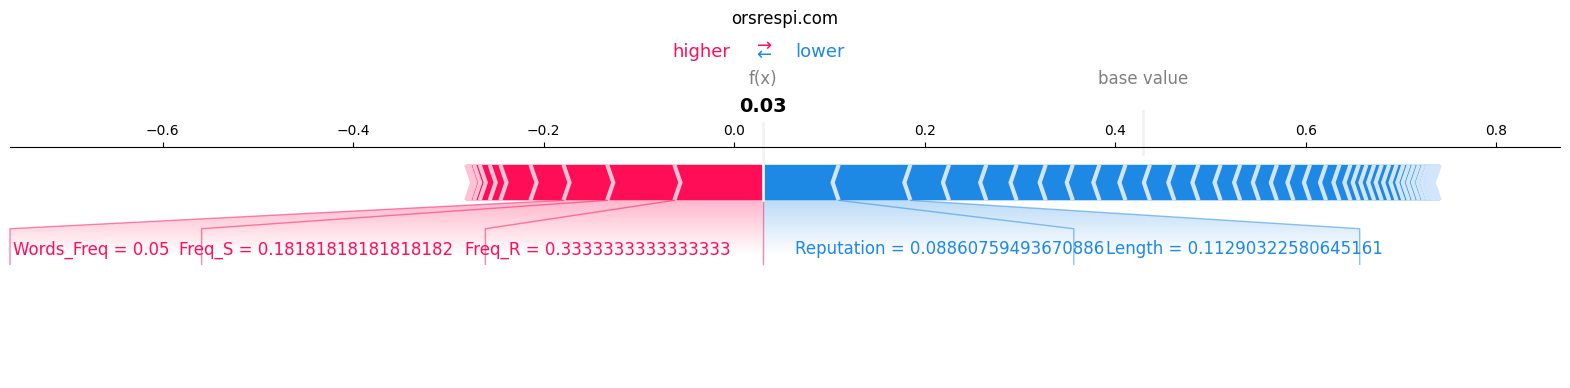 orsrespi.com
higher ⇄ lower
f(x) base value
0.03
−0.6 −0.4 −0.2 0.0 0.2 0.4 0.6 0.8
Words_Freq = 0.05 Freq_S = 0.18181818181818182 Freq_R = 0.3333333333333333 Reputation = 0.08860759493670886 Length = 0.11290322580645161